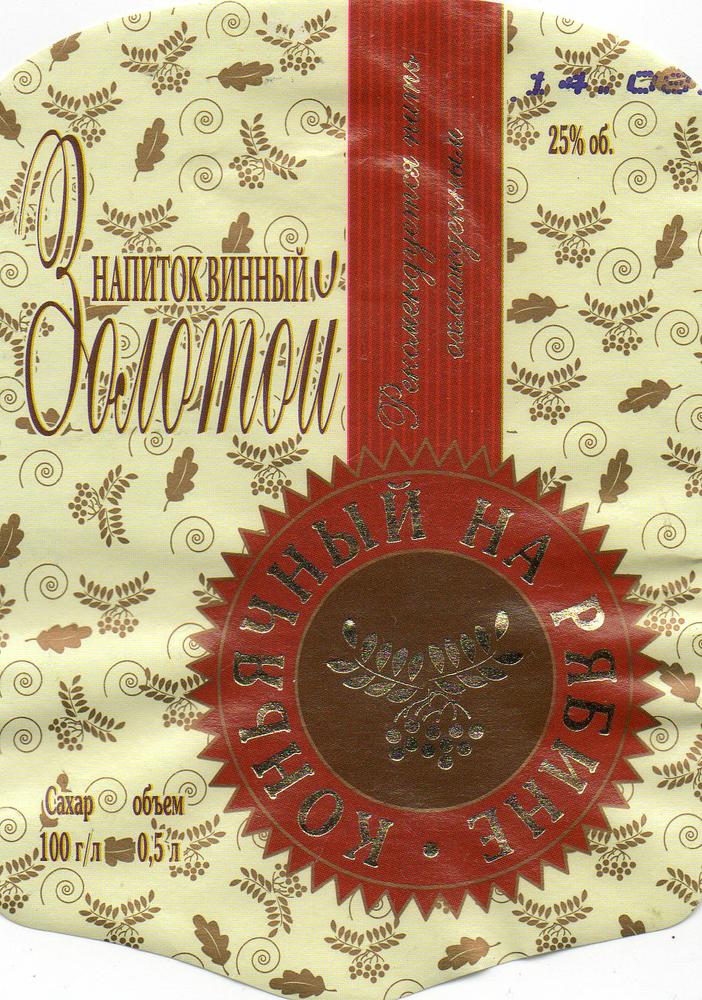 14.08.
25% об.
НАПИТОК ВИННЫЙ
Золотой
Рекомендуется пить
охлажденным
КОНЬЯЧНЫЙ НА РЯБИНЕ •
Сахар объем
100 г/л 0,5 л